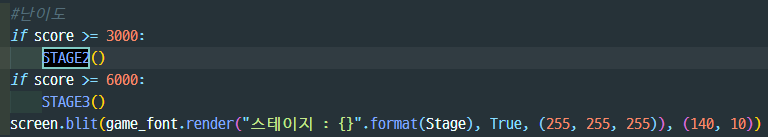 #난이도
if score >= 3000:
    STAGE2()
if score >= 6000:
    STAGE3()
screen.blit(game_font.render("스테이지 : {}".format(Stage), True, (255, 255, 255)), (140, 10))